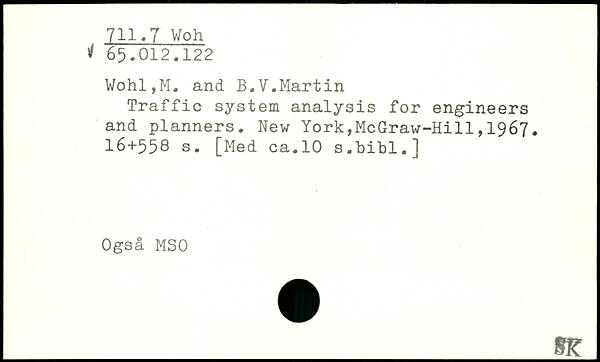 711.7 Woh
√ 65.012.122
Wohl,M. and B.V.Martin
Traffic system analysis for engineers
and planners. New York,McGraw-Hill,1967.
16+558 s. [Med ca.10 s.bibl.]
Også MSO
SK